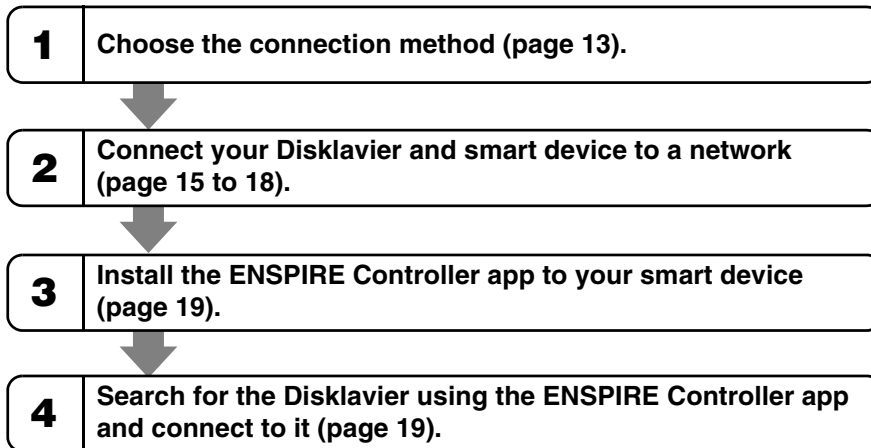 1
Choose the connection method (page 13).
2
Connect your Disklavier and smart device to a network
(page 15 to 18).
3
Install the ENSPIRE Controller app to your smart device
(page 19).
4
Search for the Disklavier using the ENSPIRE Controller app
and connect to it (page 19).